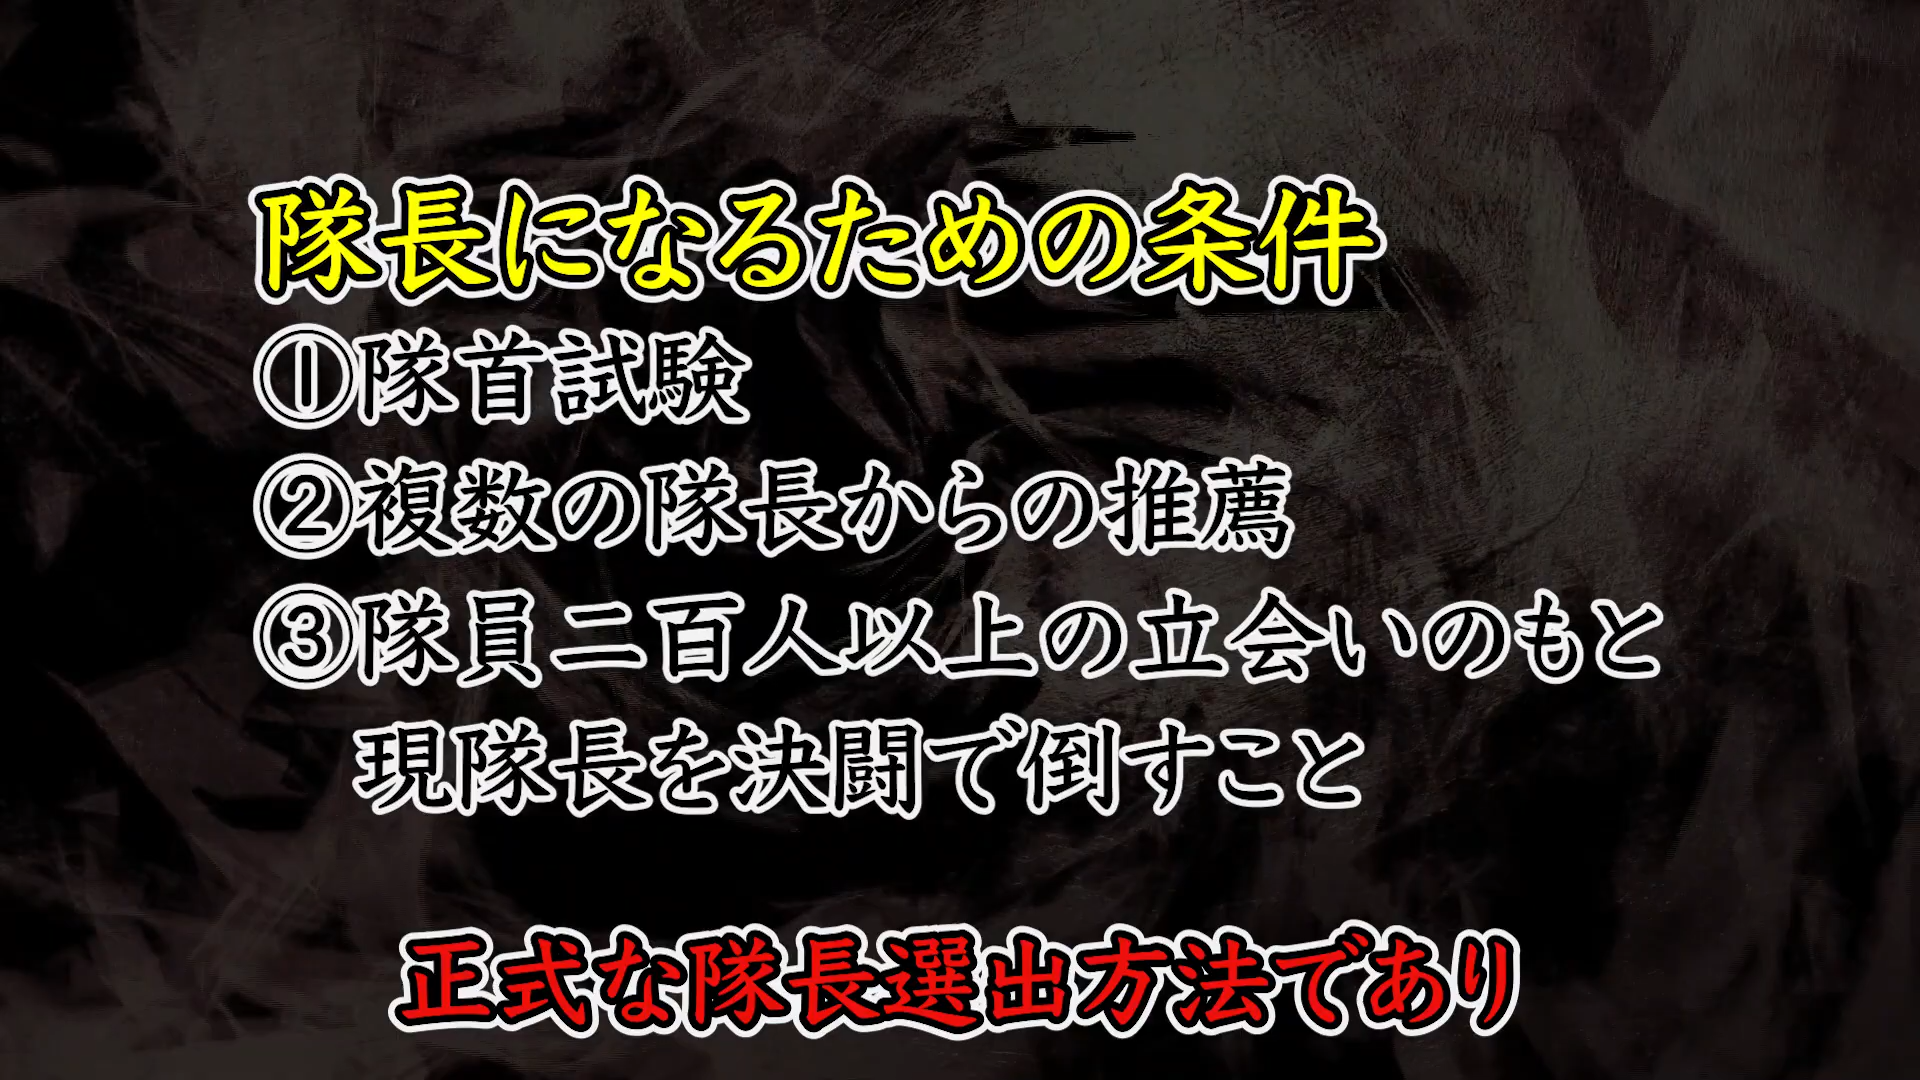 隊長になるための条件
①隊首試験
②複数の隊長からの推薦
③隊員二百人以上の立会いのもと
現隊長を決闘で倒すこと
正式な隊長選出方法であり